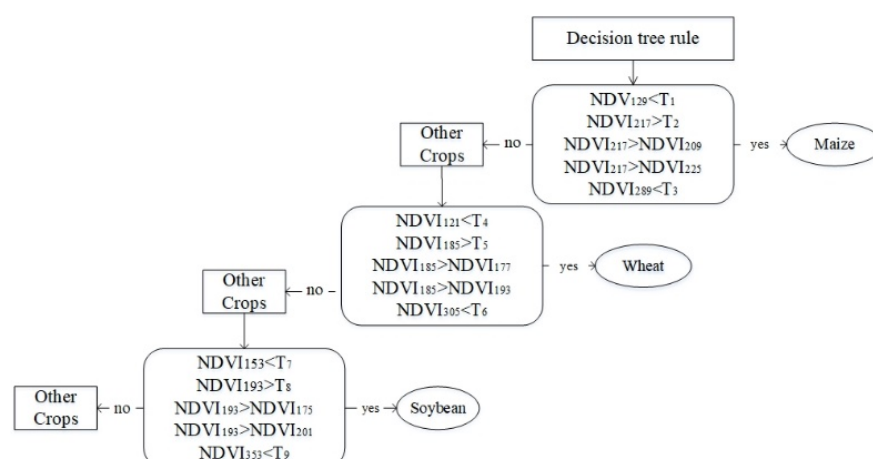 Decision tree rule
NDV129<T1
NDVI217>T2
NDVI217>NDVI209
NDVI217>NDVI225
NDVI289<T3
yes
Maize
no
Other
Crops
NDVI121<T4
NDVI185>T5
NDVI185>NDVI177
NDVI185>NDVI193
NDVI305<T6
yes
Wheat
no
Other
Crops
NDVI153<T7
NDVI193>T8
NDVI193>NDVI175
NDVI193>NDVI201
NDVI353<T9
yes
Soybean
no
Other
Crops